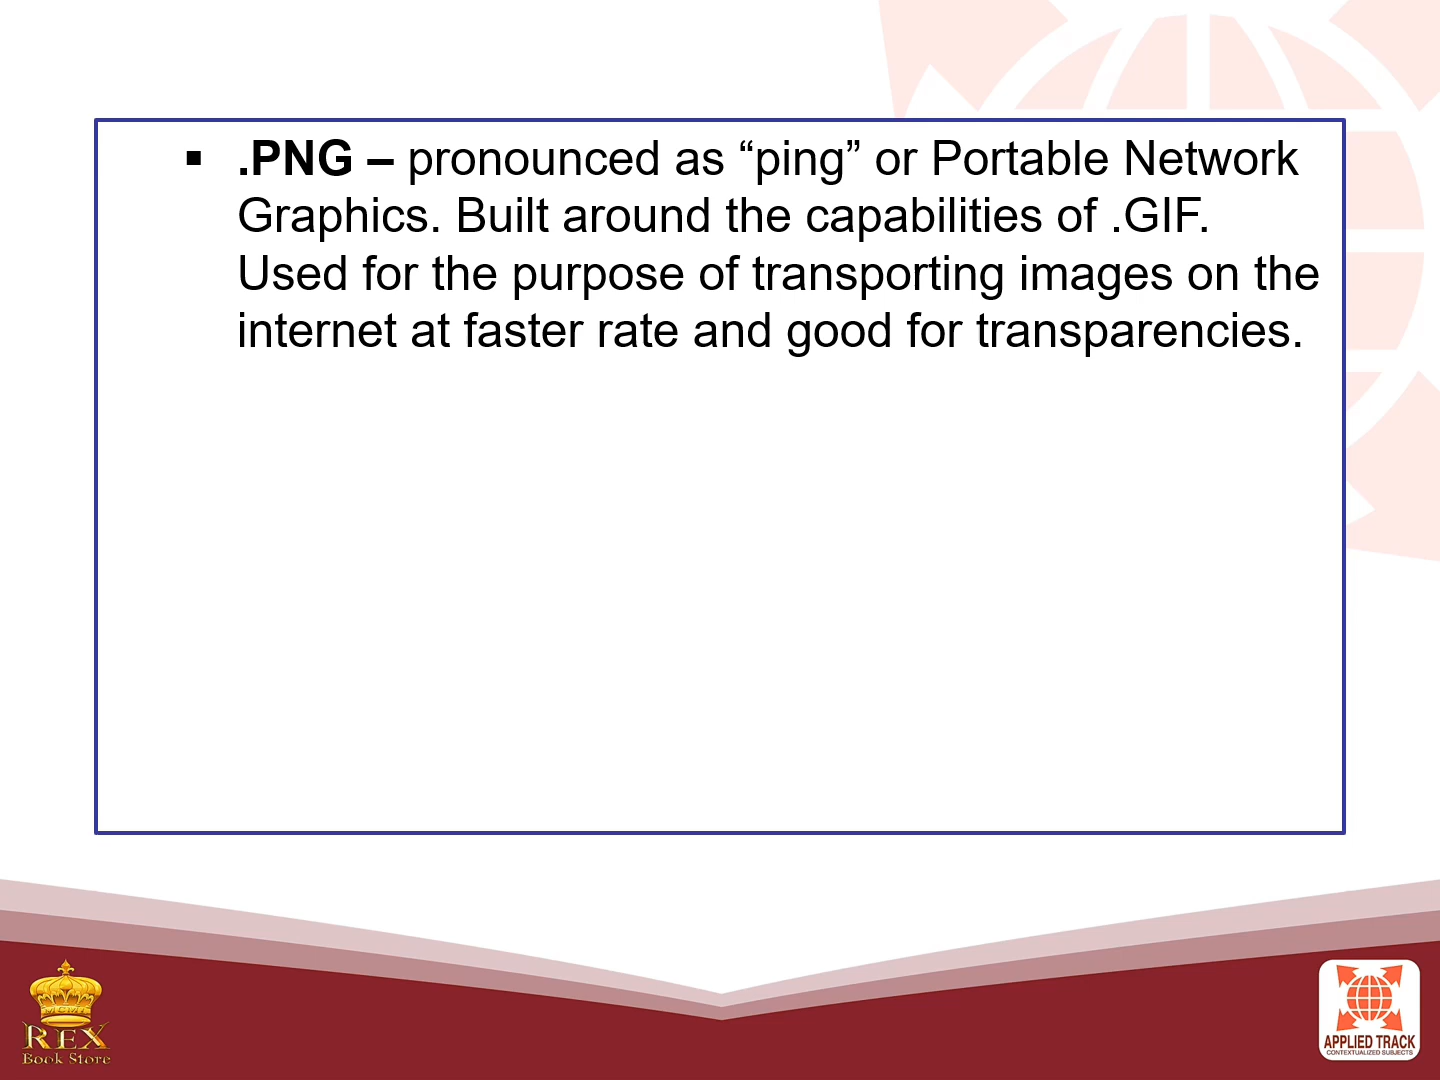 ▪ .PNG – pronounced as “ping” or Portable Network
Graphics. Built around the capabilities of .GIF.
Used for the purpose of transporting images on the
internet at faster rate and good for transparencies.
MCML
REX
Book Store
APPLIED TRACK
CONTEXTUALIZED SUBJECTS